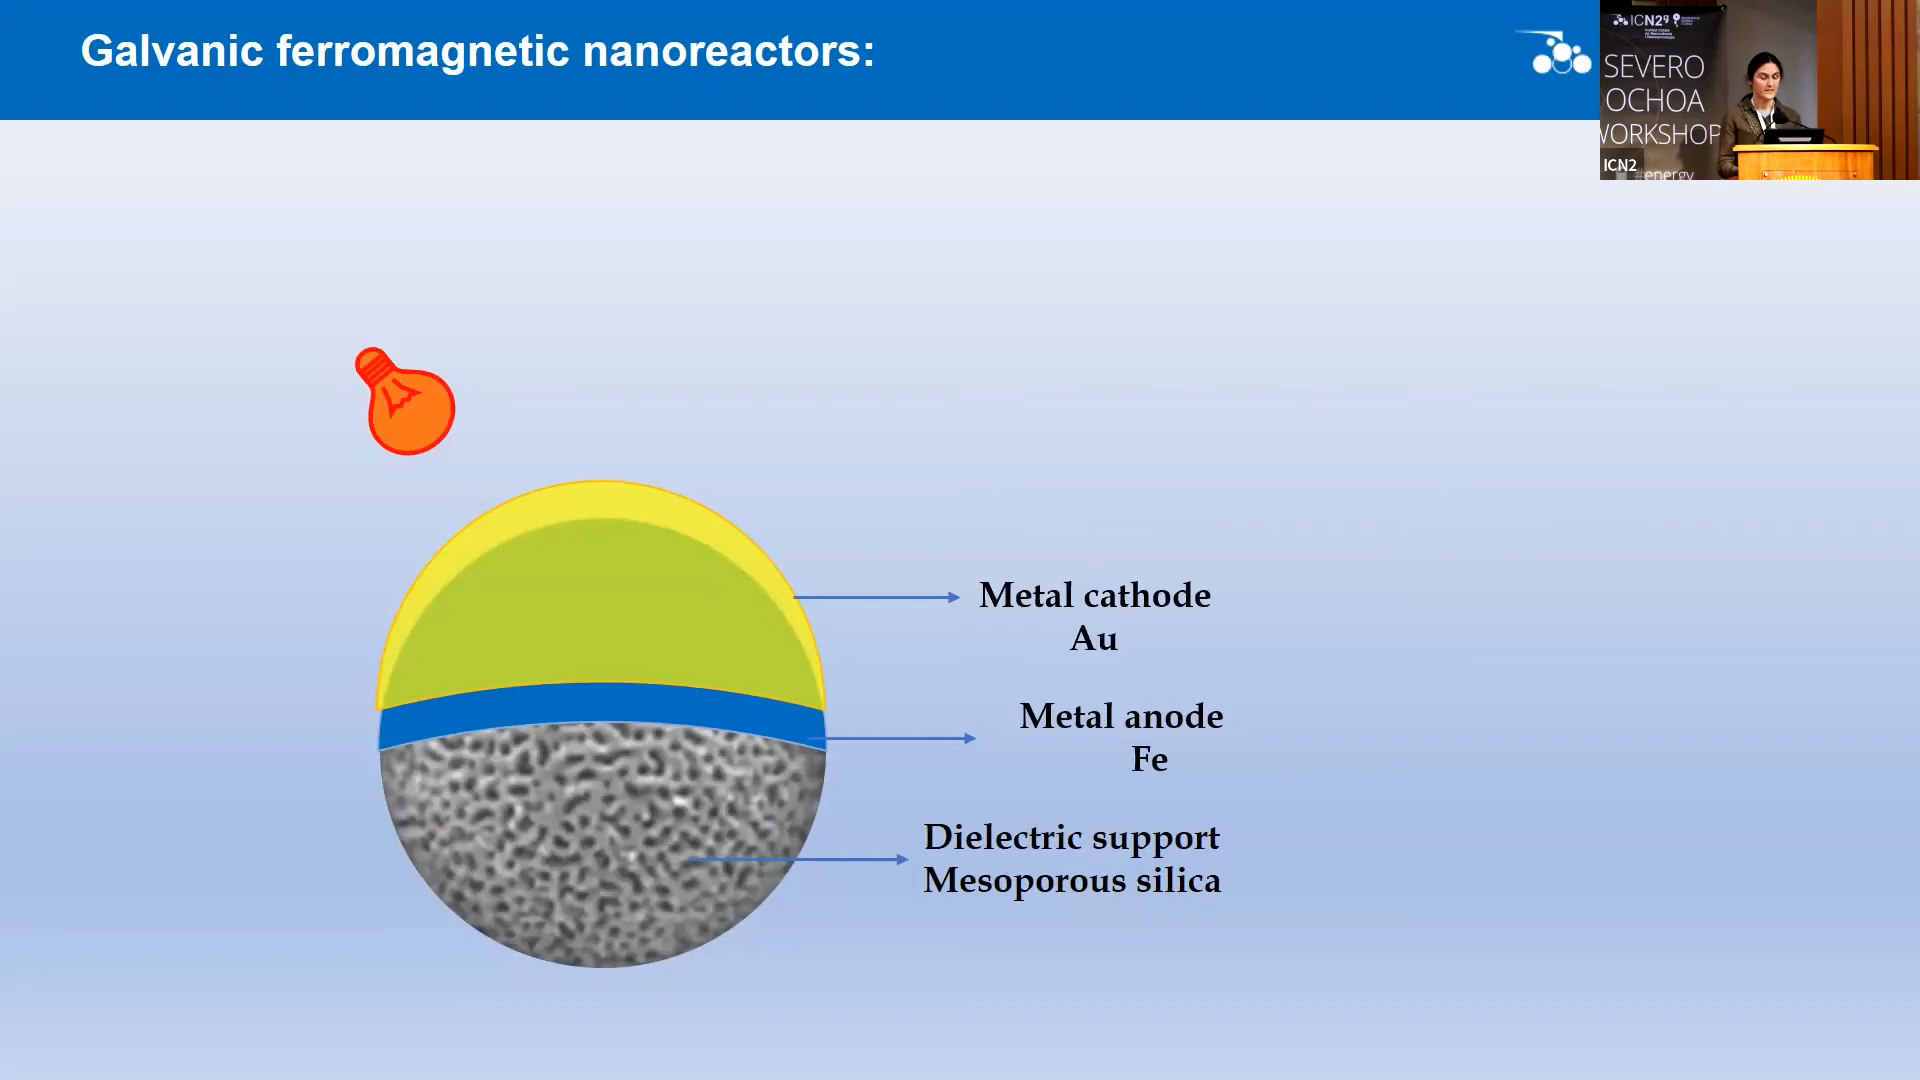 Galvanic ferromagnetic nanoreactors:
ICN2
SEVERO
OCHOA
WORKSHOP
ICN2
#energy
Metal cathode
Au
Metal anode
Fe
Dielectric support
Mesoporous silica